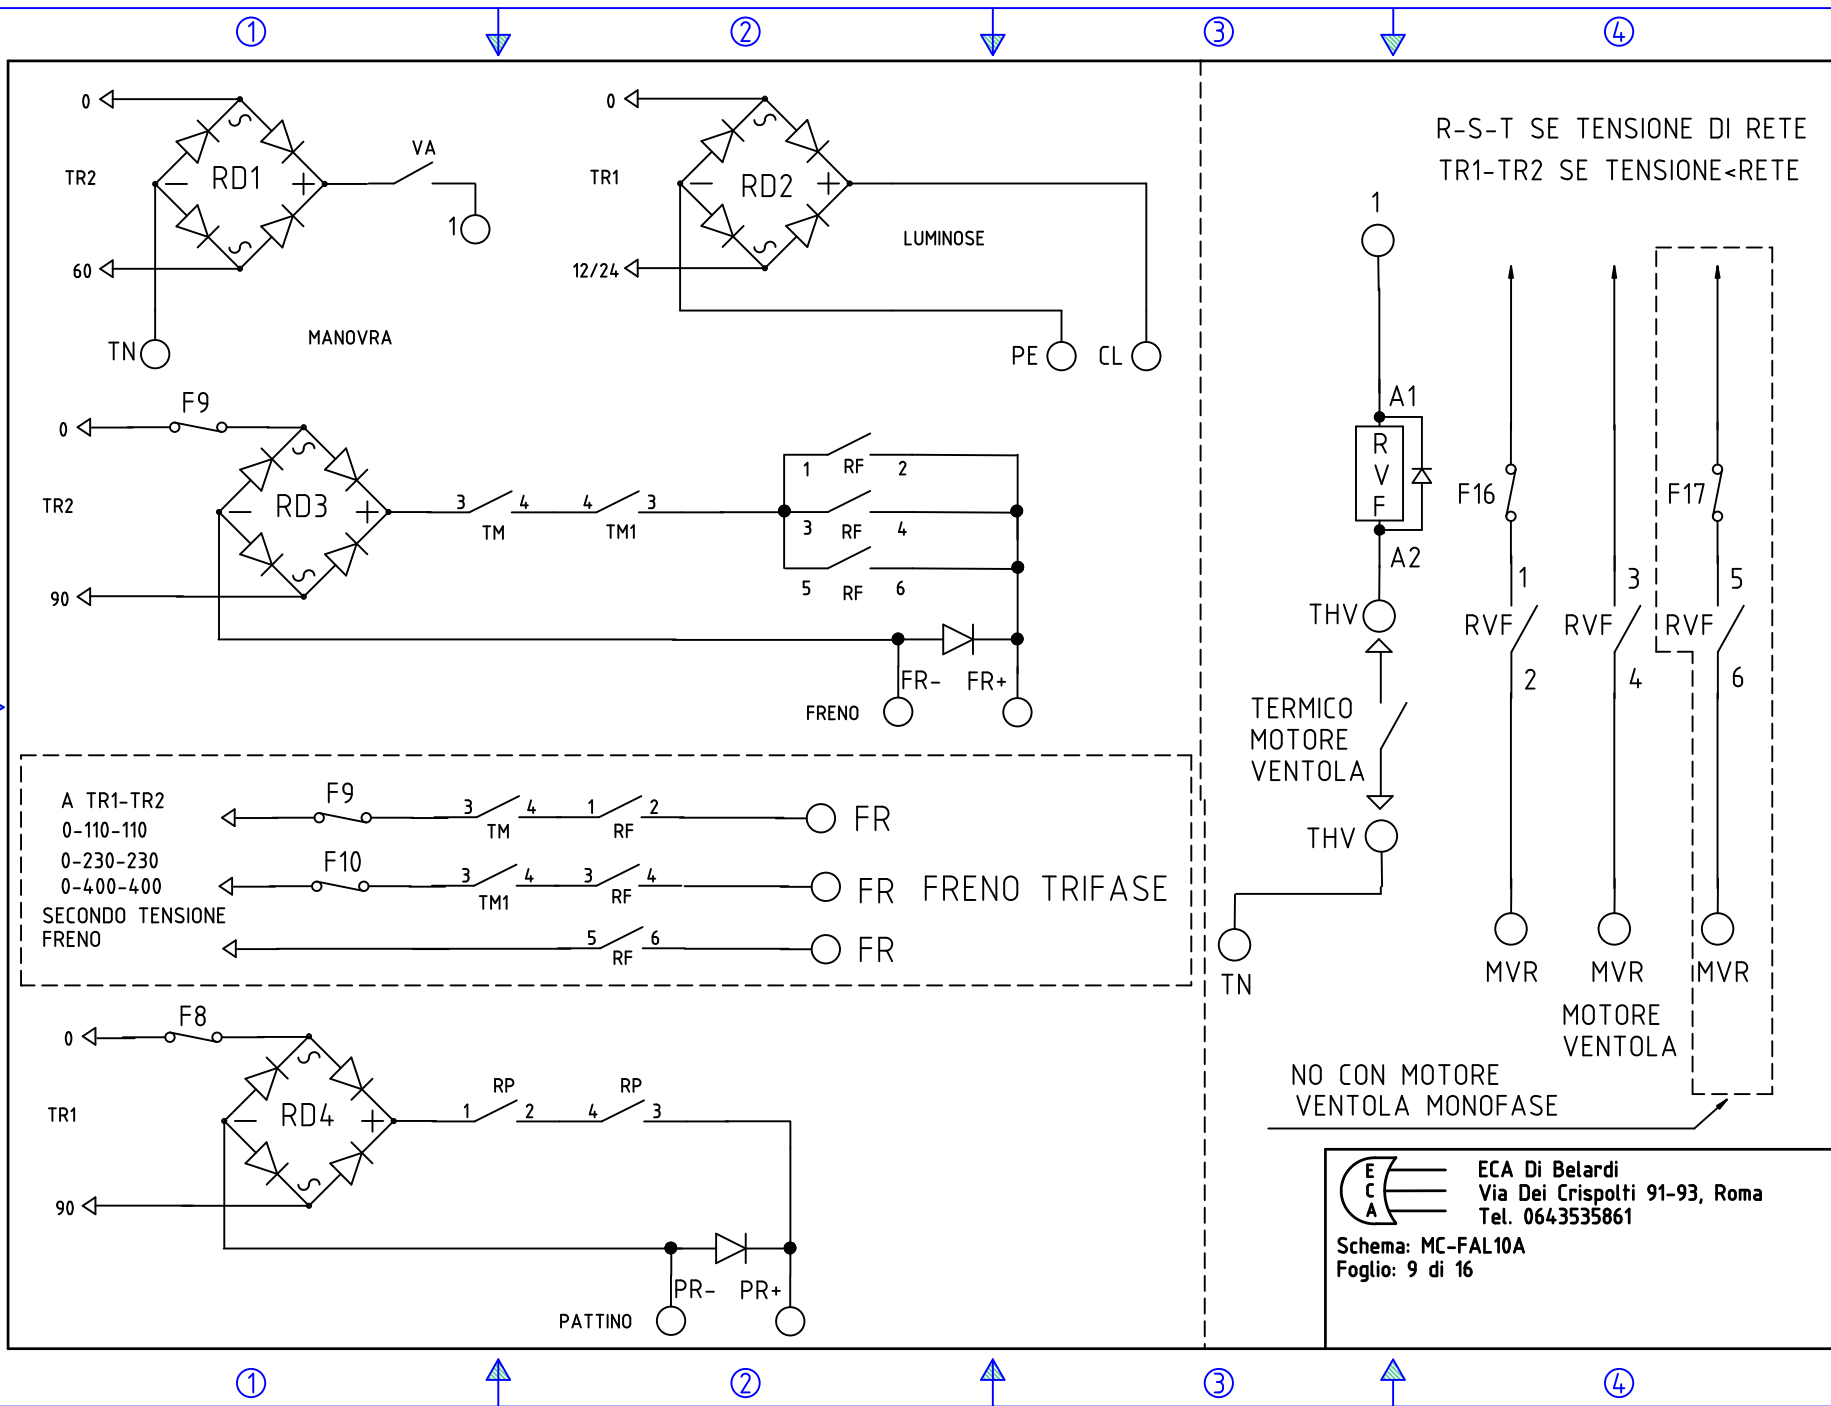 1 2 3 4
0
TR2
60
RD1
VA
1
TN
MANOVRA
0
TR1
12/24
RD2
LUMINOSE
PE CL
F9
0
TR2
90
RD3
3 4
TM
4 3
TM1
1 RF 2
3 RF 4
5 RF 6
FR- FR+
FRENO
A TR1-TR2
0-110-110
0-230-230
0-400-400
SECONDO TENSIONE
FRENO
F9 3 4 TM 1 2 RF FR
F10 3 4 TM1 3 4 RF FR
5 6 RF FR
FRENO TRIFASE
F8
0
TR1
90
RD4
1 RP 2
4 RP 3
PR- PR+
PATTINO
R-S-T SE TENSIONE DI RETE
TR1-TR2 SE TENSIONE<RETE
1
A1
R
V
F
A2
THV
TERMICO
MOTORE
VENTOLA
THV
TN
F16
1
RVF
2
MVR
3
RVF
4
MVR
F17
5
RVF
6
MVR
MOTORE
VENTOLA
NO CON MOTORE
VENTOLA MONOFASE
E
C
A
ECA Di Belardi
Via Dei Crispolti 91-93, Roma
Tel. 0643535861
Schema: MC-FAL10A
Foglio: 9 di 16
1 2 3 4